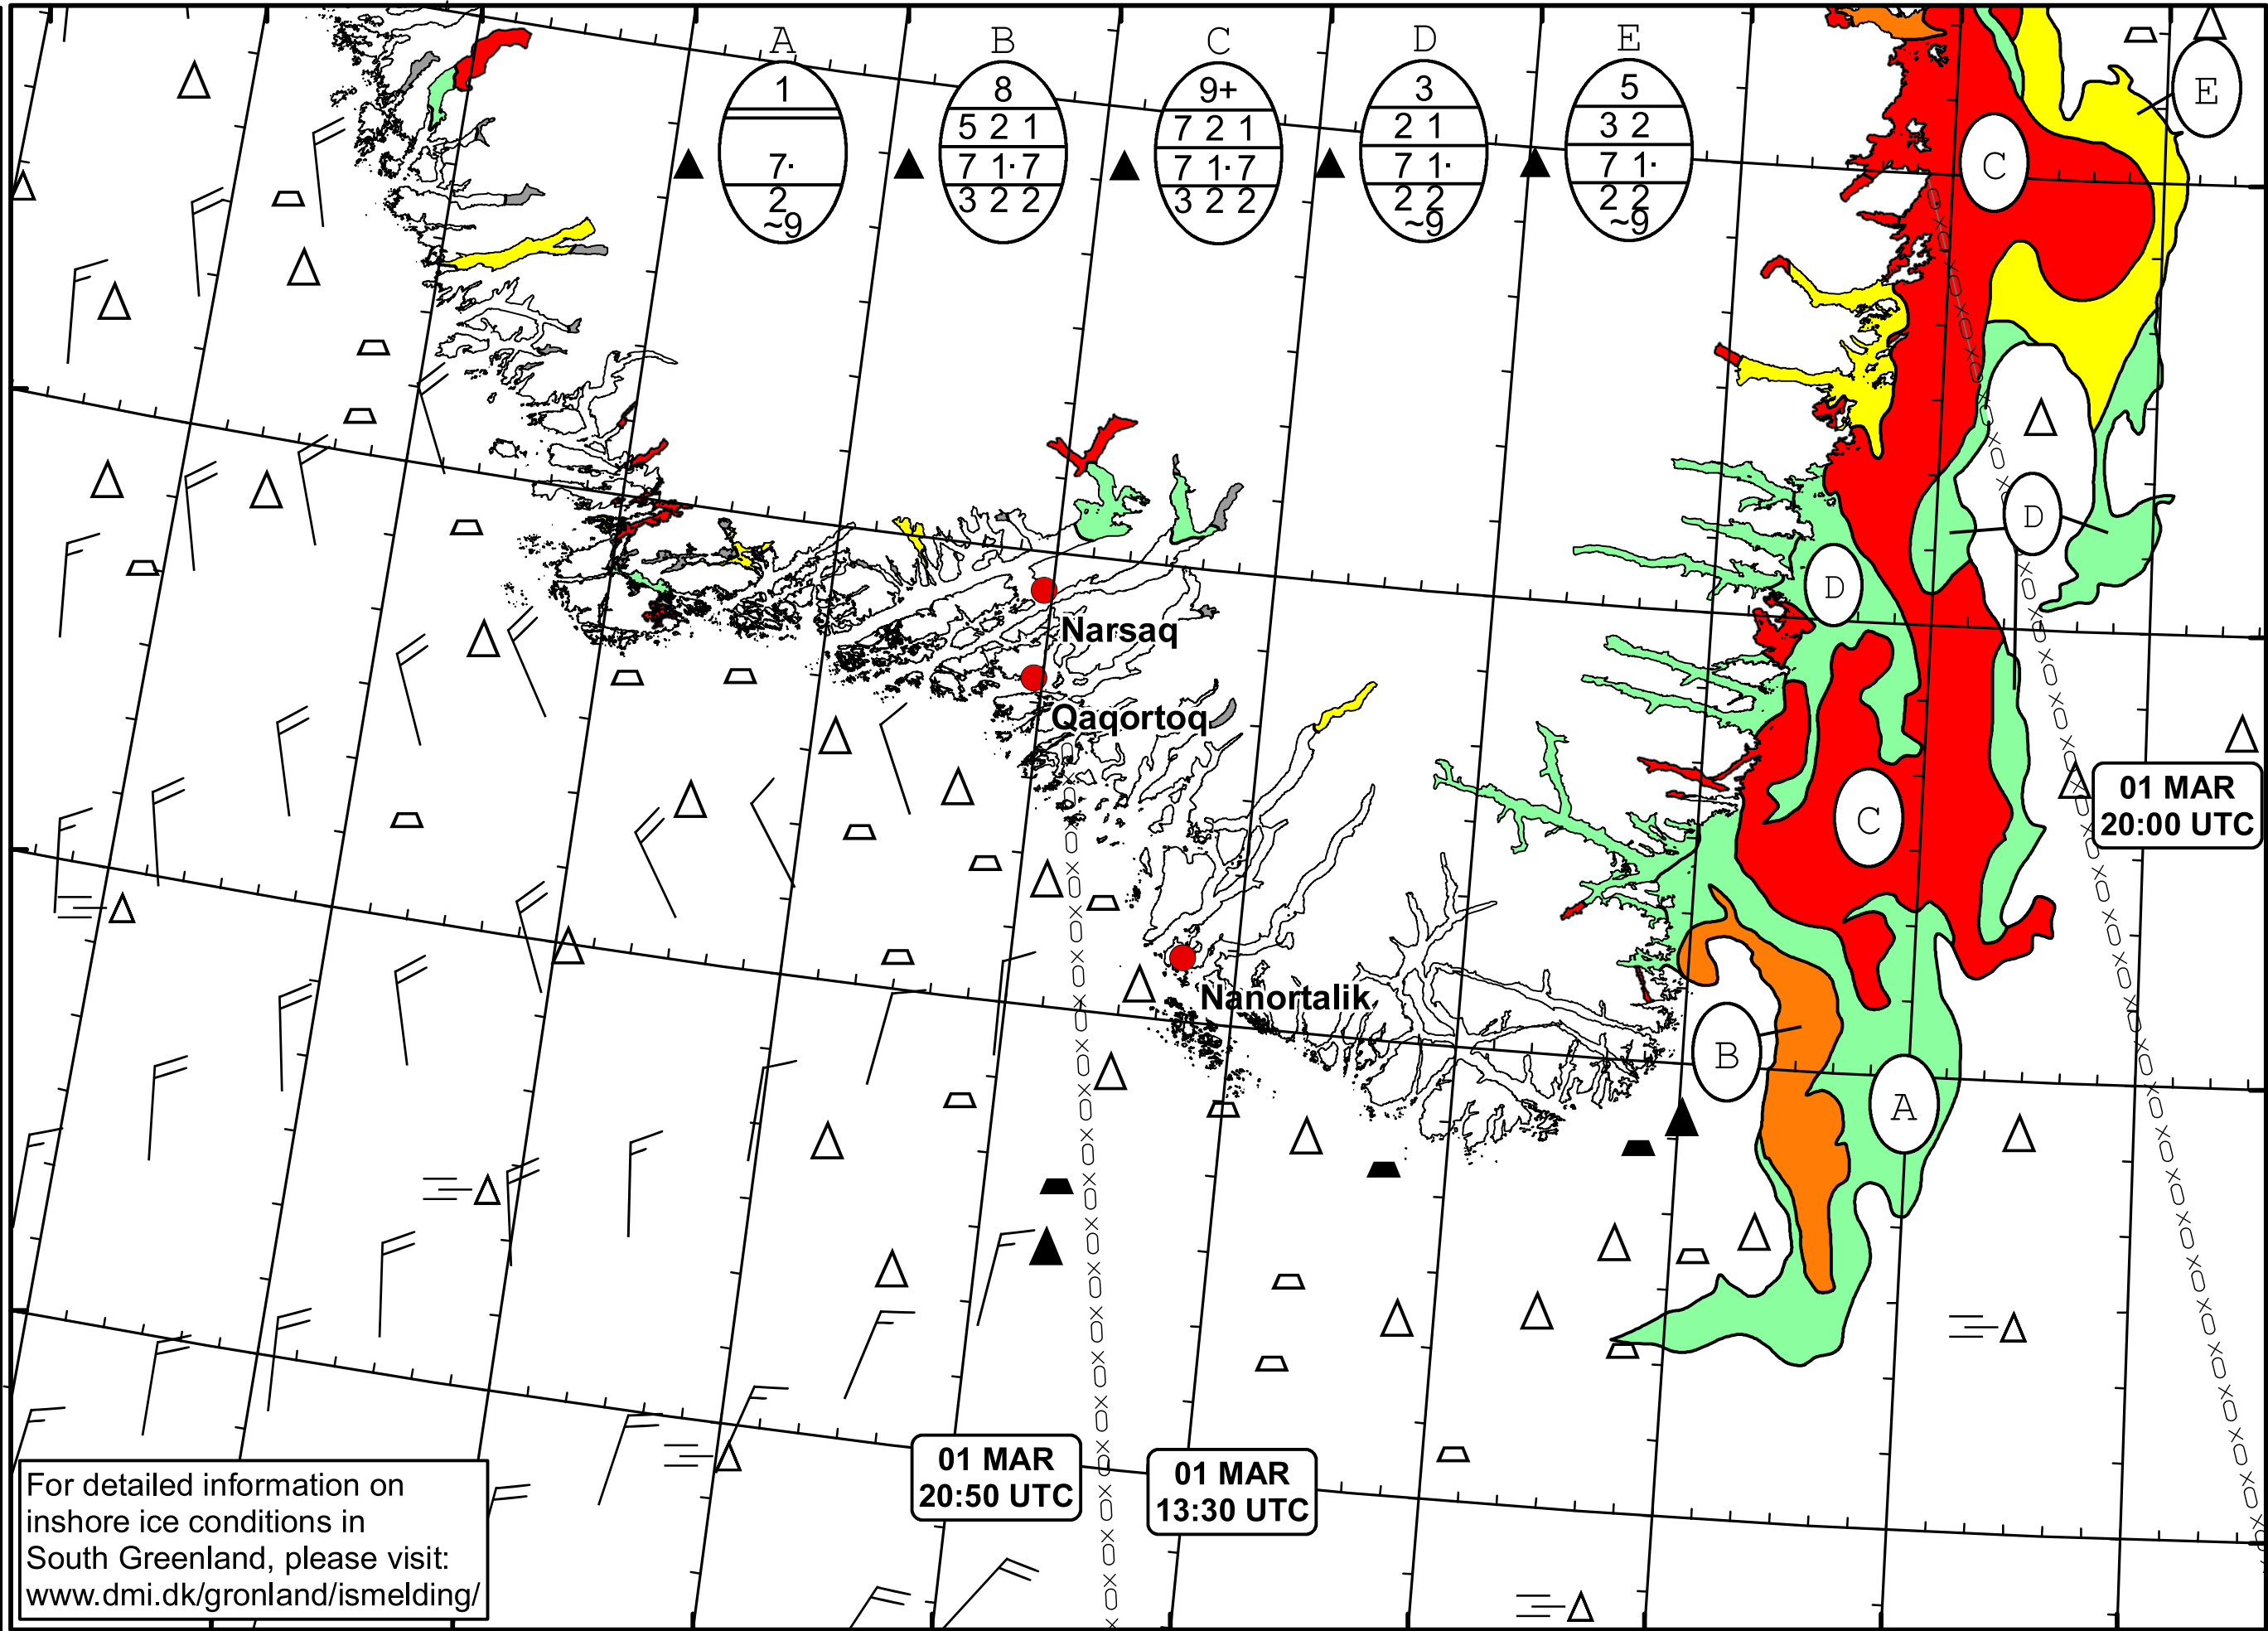 A B C D E
1
7·
2
~9
8
5 2 1
7 1·7
3 2 2
9+
7 2 1
7 1·7
3 2 2
3
2 1
7 1·
2 2
~9
5
3 2
7 1·
2 2
~9
E
C
D
D
C
B
A
Narsaq
Qaqortoq
Nanortalik
01 MAR
20:00 UTC
01 MAR
20:50 UTC
01 MAR
13:30 UTC
For detailed information on
inshore ice conditions in
South Greenland, please visit:
www.dmi.dk/gronland/ismelding/